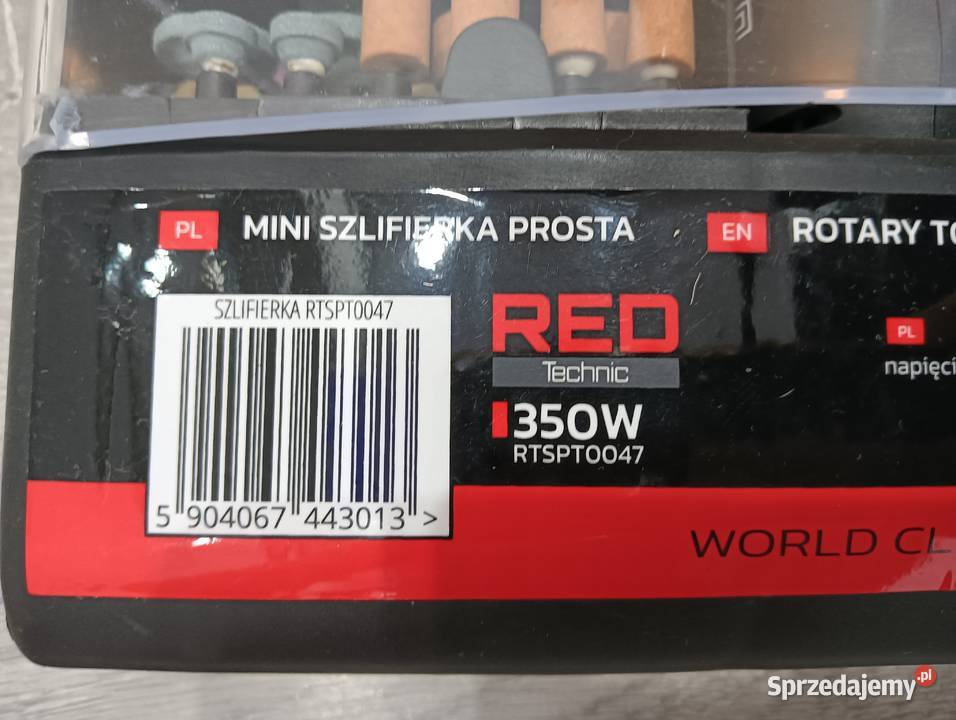 PL MINI SZLIFIERKA PROSTA
EN ROTARY
SZLIFIERKA RTSPT0047
5 904067 443013 >
RED
Technic
350W
RTSPT0047
PL
WORLD
Sprzedajemy.pl